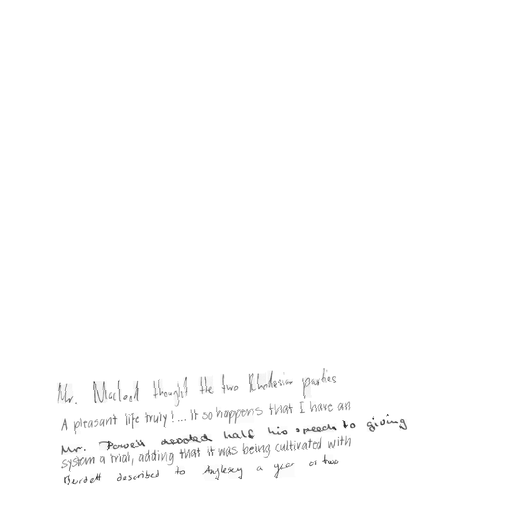 Mr. Macleod thought the two Rhodesian parties
A pleasant life truly!... It so happens that I have an
Mr. Powell devoted half his speech to giving
system a trial, adding that it was being cultivated with
Burdett described to Anglesey a year or two